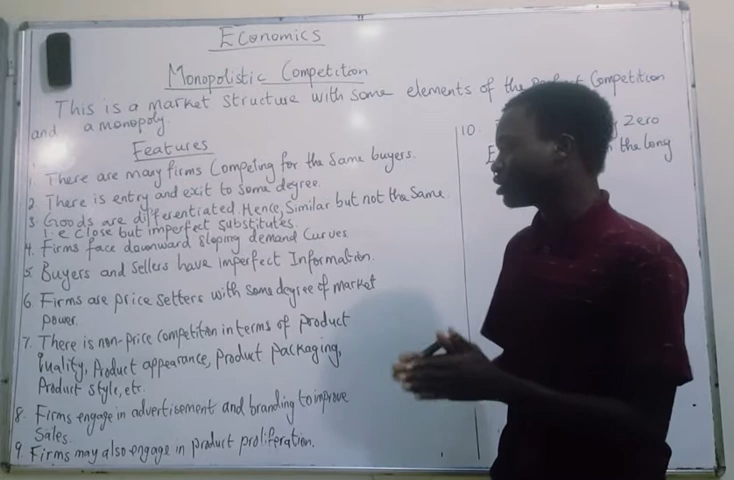 Economics
Monopolistic Competition
This is a market structure with some elements of the Competition
and a monopoly.
Features
1. There are many firms Competing for the same buyers.
2. There is entry and exit to some degree.
3. Goods are differentiated. Hence, Similar but not the Same.
i.e close but imperfect substitutes.
4. Firms face downward sloping demand Curves
5. Buyers and Sellers have imperfect Information.
6. Firms are price setters with some degree of market
power.
7. There is non-price competition in terms of product
quality, Product appearance, Product Packaging,
Product style, etc.
8. Firms engage in advertisement and branding to improve
Sales.
9. Firms may also engage in product proliferation.
10. Zero
the long